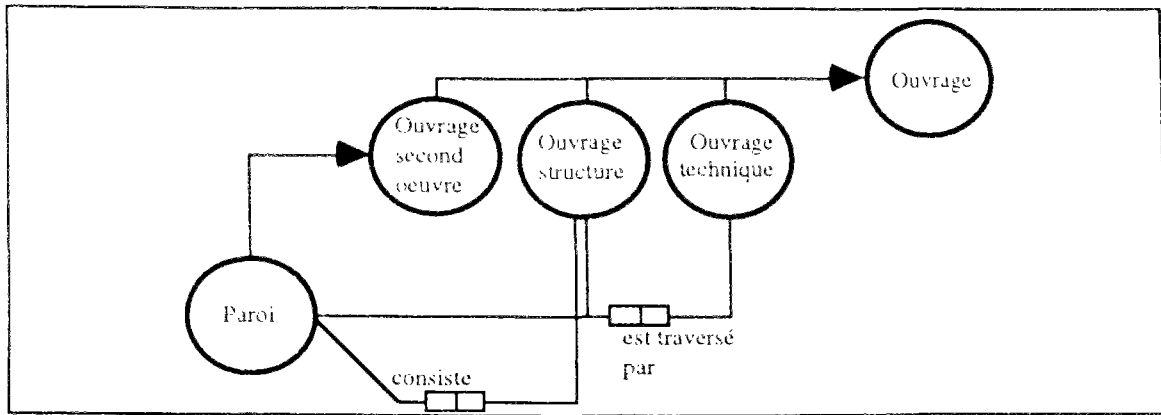 Ouvrage
Ouvrage
second
oeuvre
Ouvrage
structure
Ouvrage
technique
Paroi
est traversé
par
consiste